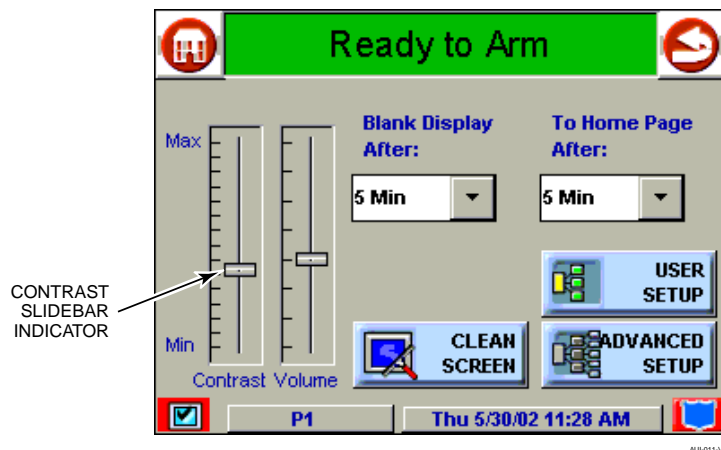 Ready to Arm
Blank Display
After:
To Home Page
After:
Max
5 Min
5 Min
CONTRAST
SLIDEBAR
INDICATOR
USER
SETUP
Min
CLEAN
SCREEN
ADVANCED
SETUP
Contrast Volume
P1
Thu 5/30/02 11:28 AM